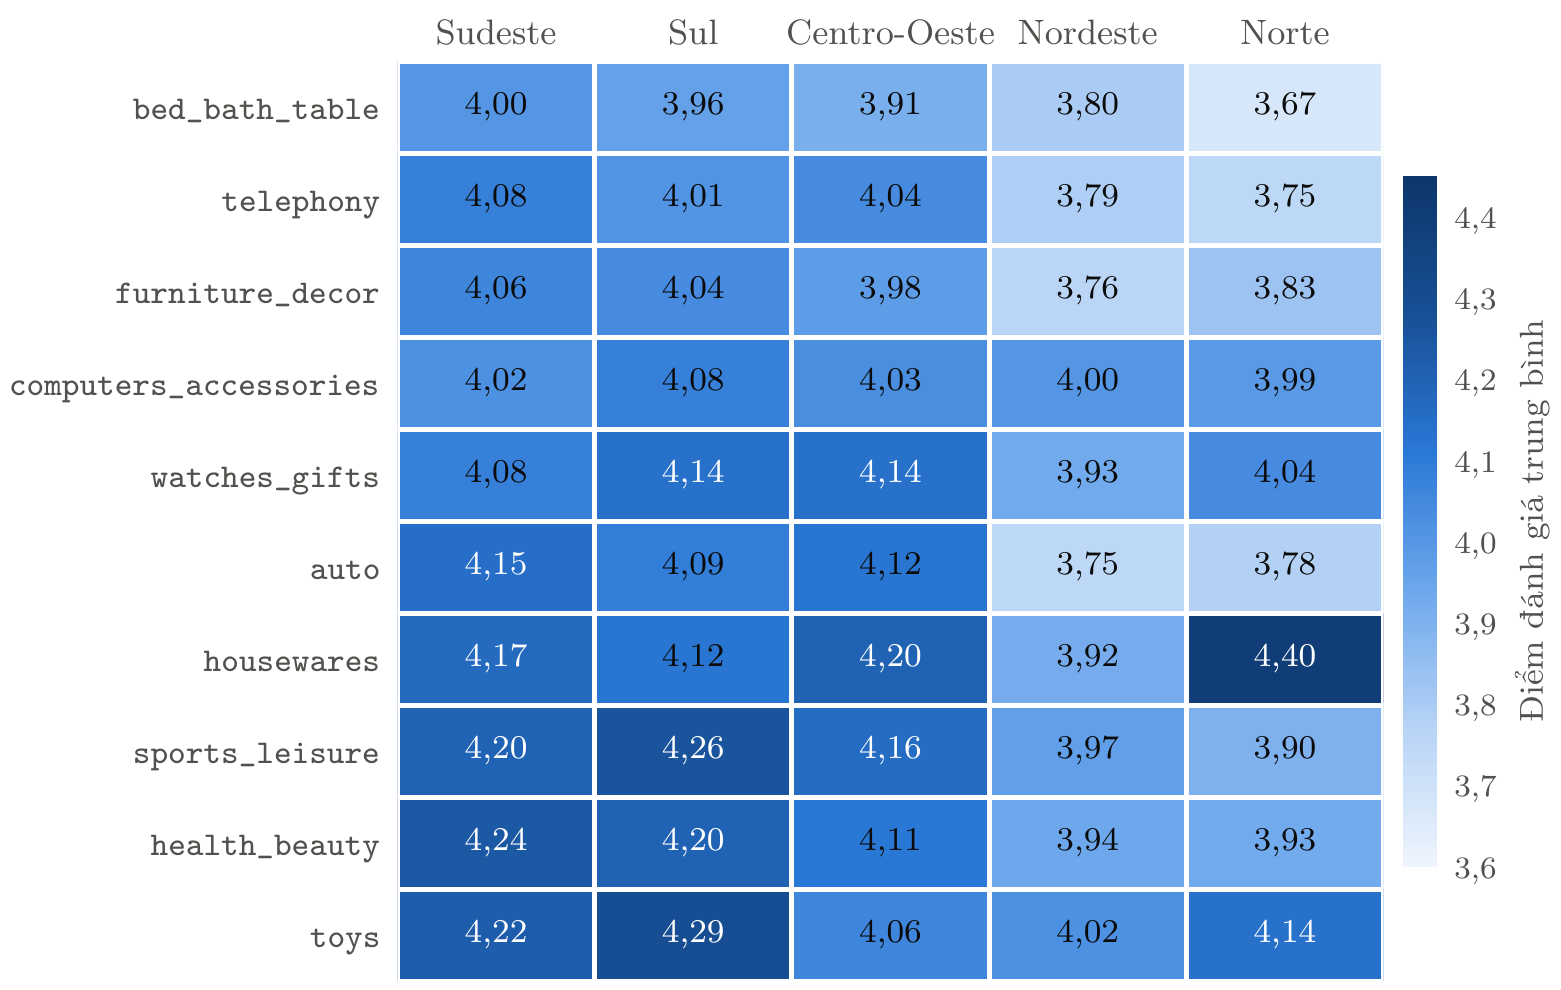 Sudeste Sul Centro-Oeste Nordeste Norte
bed_bath_table 4,00 3,96 3,91 3,80 3,67
telephony 4,08 4,01 4,04 3,79 3,75
furniture_decor 4,06 4,04 3,98 3,76 3,83
computers_accessories 4,02 4,08 4,03 4,00 3,99
watches_gifts 4,08 4,14 4,14 3,93 4,04
auto 4,15 4,09 4,12 3,75 3,78
housewares 4,17 4,12 4,20 3,92 4,40
sports_leisure 4,20 4,26 4,16 3,97 3,90
health_beauty 4,24 4,20 4,11 3,94 3,93
toys 4,22 4,29 4,06 4,02 4,14
4,4
4,3
4,2
4,1
4,0
3,9
3,8
3,7
3,6
Điểm đánh giá trung bình